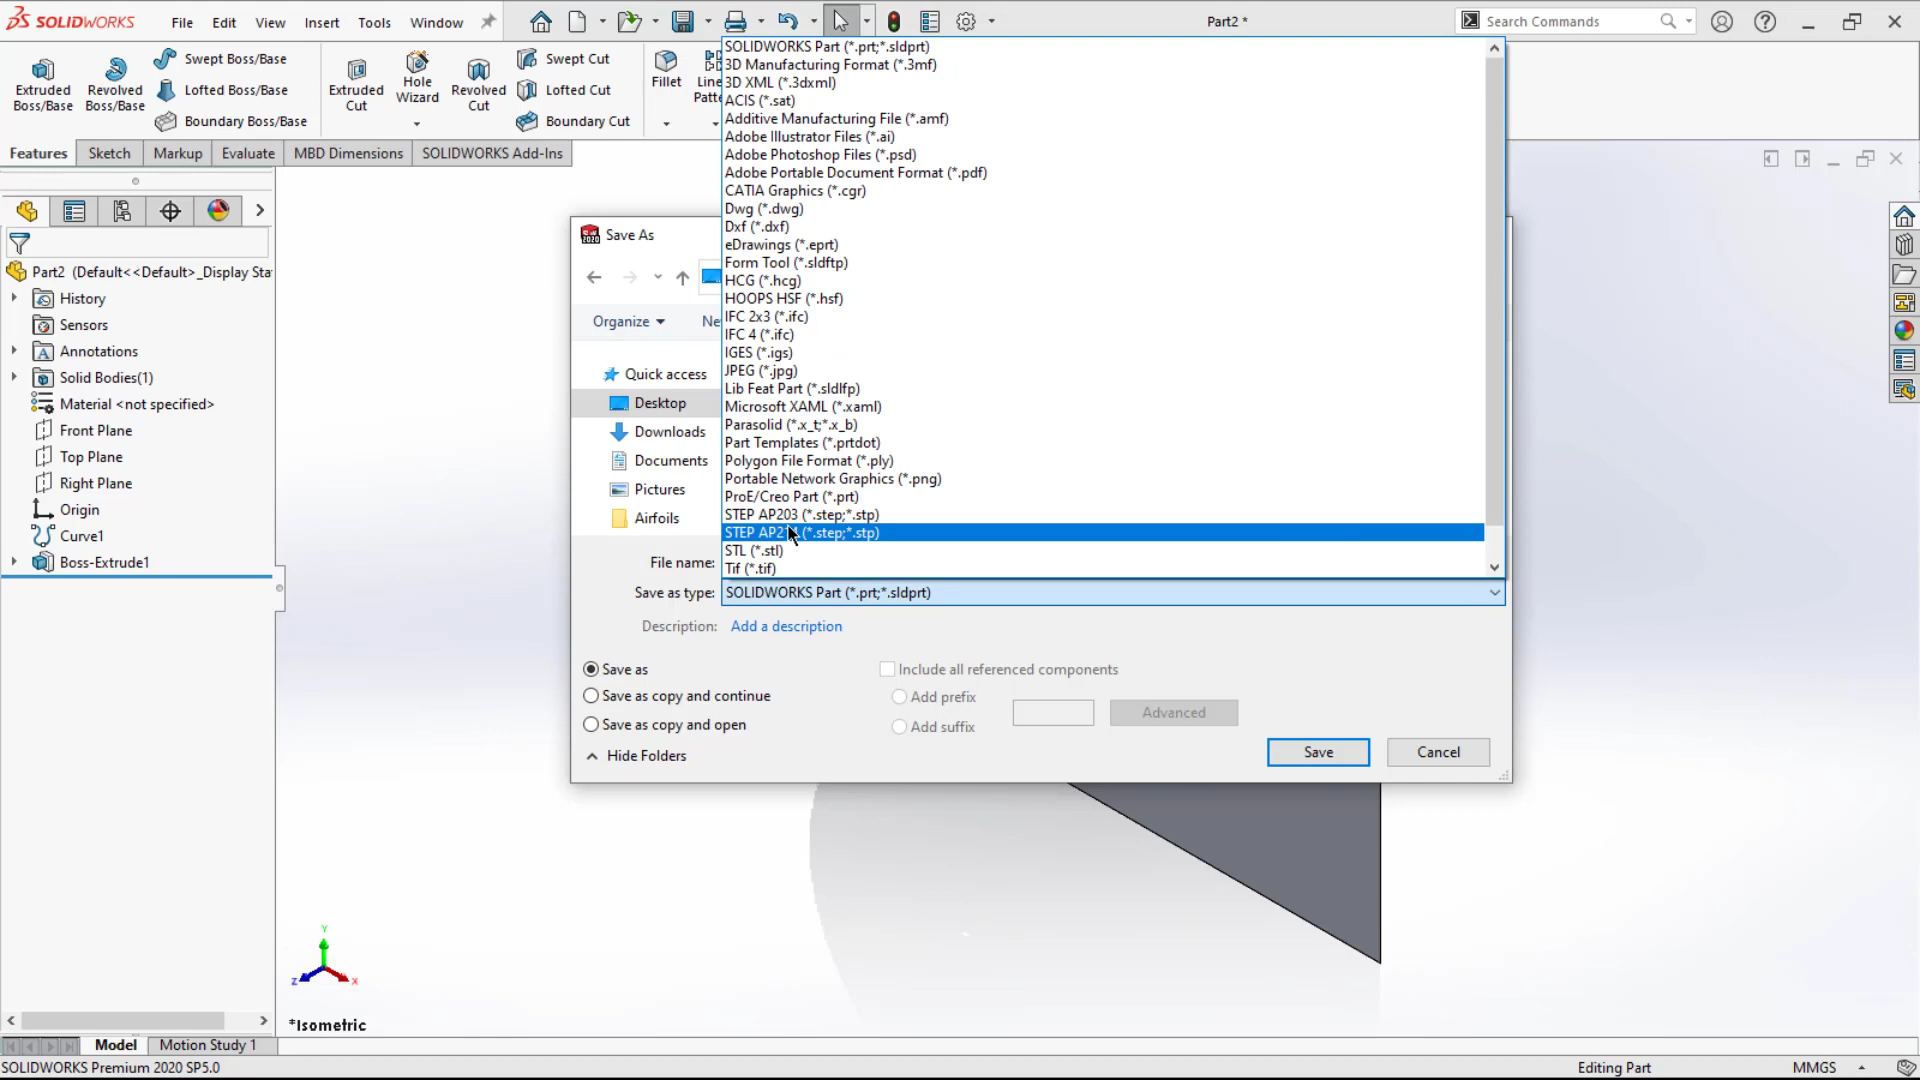 SOLIDWORKS File Edit View Insert Tools Window Part2 * Search Commands
Extruded Boss/Base
Revolved Boss/Base
Swept Boss/Base
Lofted Boss/Base
Boundary Boss/Base
Extruded Cut
Hole Wizard
Revolved Cut
Swept Cut
Lofted Cut
Boundary Cut
Fillet
Features Sketch Markup Evaluate MBD Dimensions SOLIDWORKS Add-Ins
Part2 (Default<<Default>_Display Sta
History
Sensors
Annotations
Solid Bodies(1)
Material <not specified>
Front Plane
Top Plane
Right Plane
Origin
Curve1
Boss-Extrude1
Save As
Organize
Quick access
Desktop
Downloads
Documents
Pictures
Airfoils
SOLIDWORKS Part (*.prt;*.sldprt)
3D Manufacturing Format (*.3mf)
3D XML (*.3dxml)
ACIS (*.sat)
Additive Manufacturing File (*.amf)
Adobe Illustrator Files (*.ai)
Adobe Photoshop Files (*.psd)
Adobe Portable Document Format (*.pdf)
CATIA Graphics (*.cgr)
Dwg (*.dwg)
Dxf (*.dxf)
eDrawings (*.eprt)
Form Tool (*.sldftp)
HCG (*.hcg)
HOOPS HSF (*.hsf)
IFC 2x3 (*.ifc)
IFC 4 (*.ifc)
IGES (*.igs)
JPEG (*.jpg)
Lib Feat Part (*.sldlfp)
Microsoft XAML (*.xaml)
Parasolid (*.x_t;*.x_b)
Part Templates (*.prtdot)
Polygon File Format (*.ply)
Portable Network Graphics (*.png)
ProE/Creo Part (*.prt)
STEP AP203 (*.step;*.stp)
STEP (*.step;*.stp)
STL (*.stl)
Tif (*.tif)
File name:
Save as type: SOLIDWORKS Part (*.prt;*.sldprt)
Description: Add a description
Save as
Save as copy and continue
Save as copy and open
Include all referenced components
Add prefix
Add suffix
Advanced
Hide Folders
Save Cancel
Y
Z
X
*Isometric
Model Motion Study 1
SOLIDWORKS Premium 2020 SP5.0 Editing Part MMGS